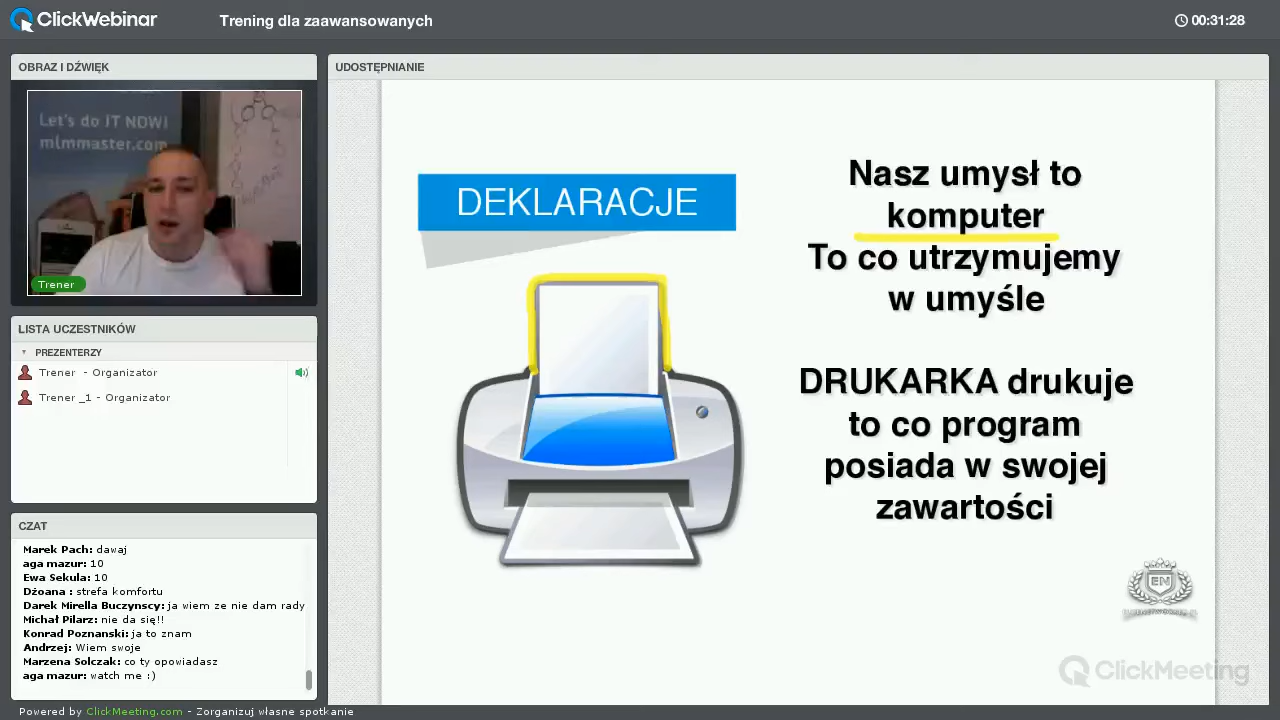 ClickWebinar
Trening dla zaawansowanych
00:31:28
OBRAZ I DŹWIĘK
Let's do IT NOW!
mlmmaster.com
Trener
LISTA UCZESTNIKÓW
PREZENTERZY
Trener - Organizator
Trener _1 - Organizator
CZAT
Marek Pach: dawaj
aga mazur: 10
Ewa Sekula: 10
Dżoana : strefa komfortu
Darek Mirella Buczynscy: ja wiem ze nie dam rady
Michał Pilarz: nie da się!!
Konrad Poznanski: ja to znam
Andrzej: Wiem swoje
Marzena Solczak: co ty opowiadasz
aga mazur: watch me :)
UDOSTĘPNIANIE
DEKLARACJE
Nasz umysł to
komputer
To co utrzymujemy
w umyśle
DRUKARKA drukuje
to co program
posiada w swojej
zawartości
EN
ClickMeeting
Powered by ClickMeeting.com - Zorganizuj własne spotkanie